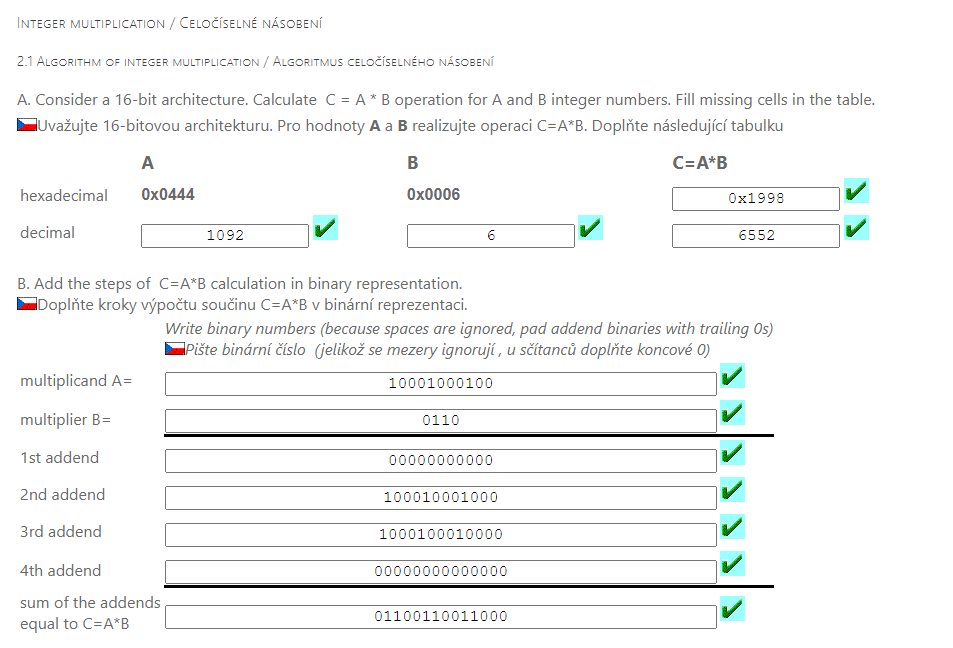 INTEGER MULTIPLICATION / CELOČÍSELNÉ NÁSOBENÍ
2.1 ALGORITHM OF INTEGER MULTIPLICATION / ALGORITMUS CELOČÍSELNÉHO NÁSOBENÍ
A. Consider a 16-bit architecture. Calculate C = A * B operation for A and B integer numbers. Fill missing cells in the table.
Uvažujte 16-bitovou architekturu. Pro hodnoty A a B realizujte operaci C=A*B. Doplňte následující tabulku
A B C=A*B
hexadecimal 0x0444 0x0006 0x1998
decimal 1092 6 6552
B. Add the steps of C=A*B calculation in binary representation.
Doplňte kroky výpočtu součinu C=A*B v binární reprezentaci.
Write binary numbers (because spaces are ignored, pad addend binaries with trailing 0s)
Pište binární číslo (jelikož se mezery ignorují , u sčítanců doplňte koncové 0)
multiplicand A= 10001000100
multiplier B= 0110
1st addend 00000000000
2nd addend 100010001000
3rd addend 1000100010000
4th addend 00000000000000
sum of the addends
equal to C=A*B 01100110011000